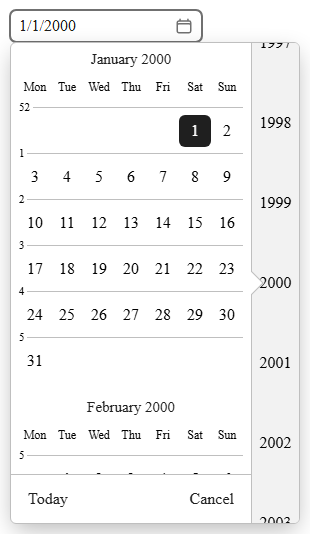 1/1/2000
January 2000
Mon Tue Wed Thu Fri Sat Sun
52
1 2
1
3 4 5 6 7 8 9
2
10 11 12 13 14 15 16
3
17 18 19 20 21 22 23
4
24 25 26 27 28 29 30
5
31
February 2000
Mon Tue Wed Thu Fri Sat Sun
5
Today Cancel
1997
1998
1999
2000
2001
2002
2003